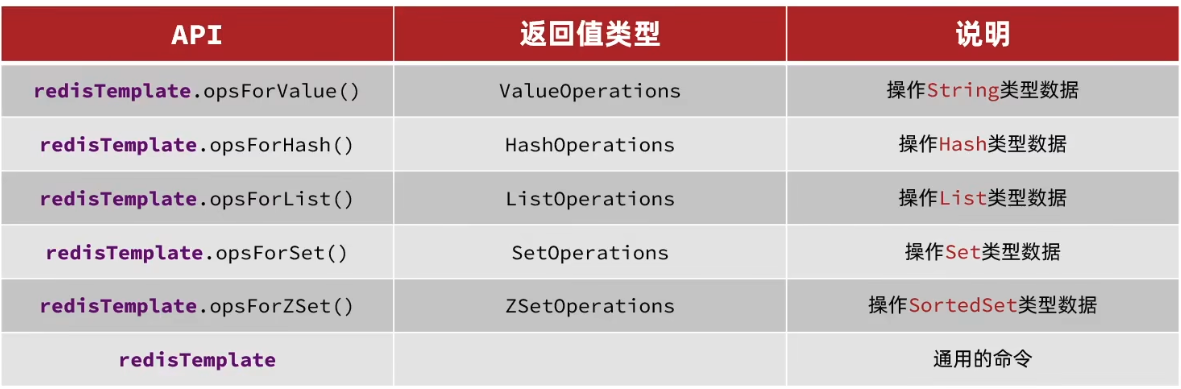 API 返回值类型 说明
redisTemplate.opsForValue() ValueOperations 操作String类型数据
redisTemplate.opsForHash() HashOperations 操作Hash类型数据
redisTemplate.opsForList() ListOperations 操作List类型数据
redisTemplate.opsForSet() SetOperations 操作Set类型数据
redisTemplate.opsForZSet() ZSetOperations 操作SortedSet类型数据
redisTemplate 通用的命令